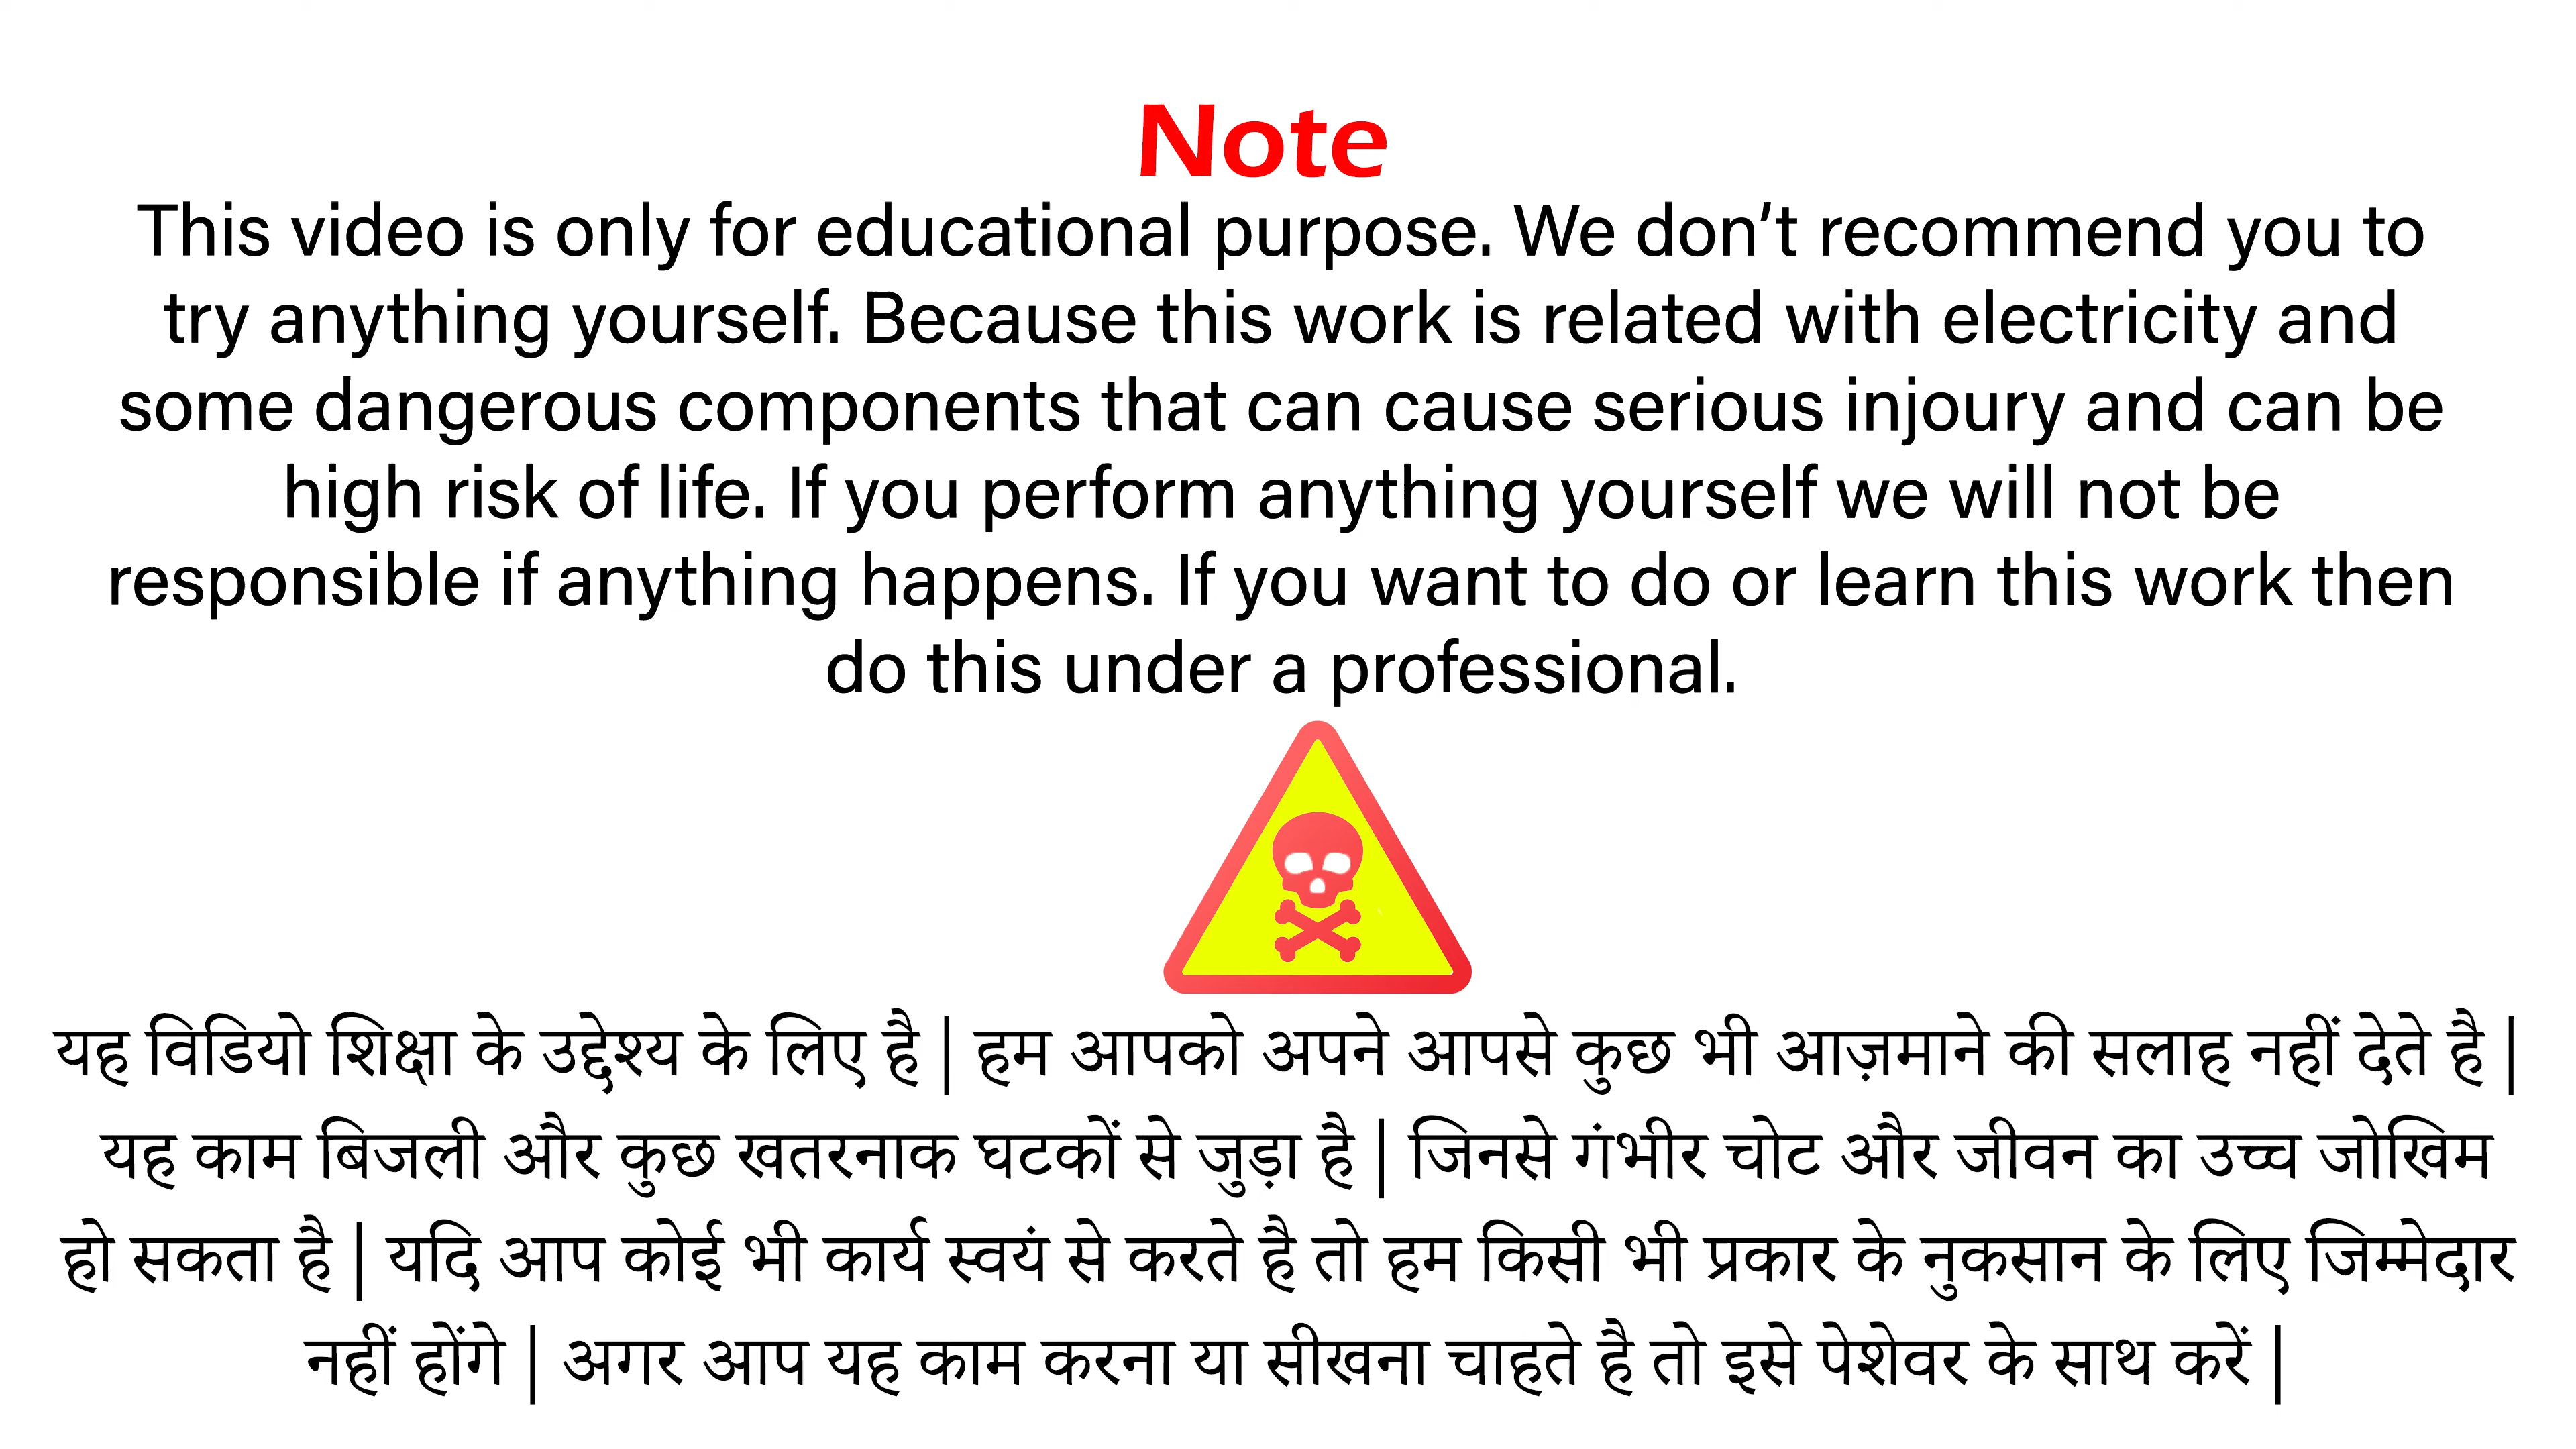 Note
This video is only for educational purpose. We don’t recommend you to
try anything yourself. Because this work is related with electricity and
some dangerous components that can cause serious injoury and can be
high risk of life. If you perform anything yourself we will not be
responsible if anything happens. If you want to do or learn this work then
do this under a professional.
यह विडियो शिक्षा के उद्देश्य के लिए है | हम आपको अपने आपसे कुछ भी आज़माने की सलाह नहीं देते है |
यह काम बिजली और कुछ खतरनाक घटकों से जुड़ा है | जिनसे गंभीर चोट और जीवन का उच्च जोखिम
हो सकता है | यदि आप कोई भी कार्य स्वयं से करते है तो हम किसी भी प्रकार के नुकसान के लिए जिम्मेदार
नहीं होंगे | अगर आप यह काम करना या सीखना चाहते है तो इसे पेशेवर के साथ करें |